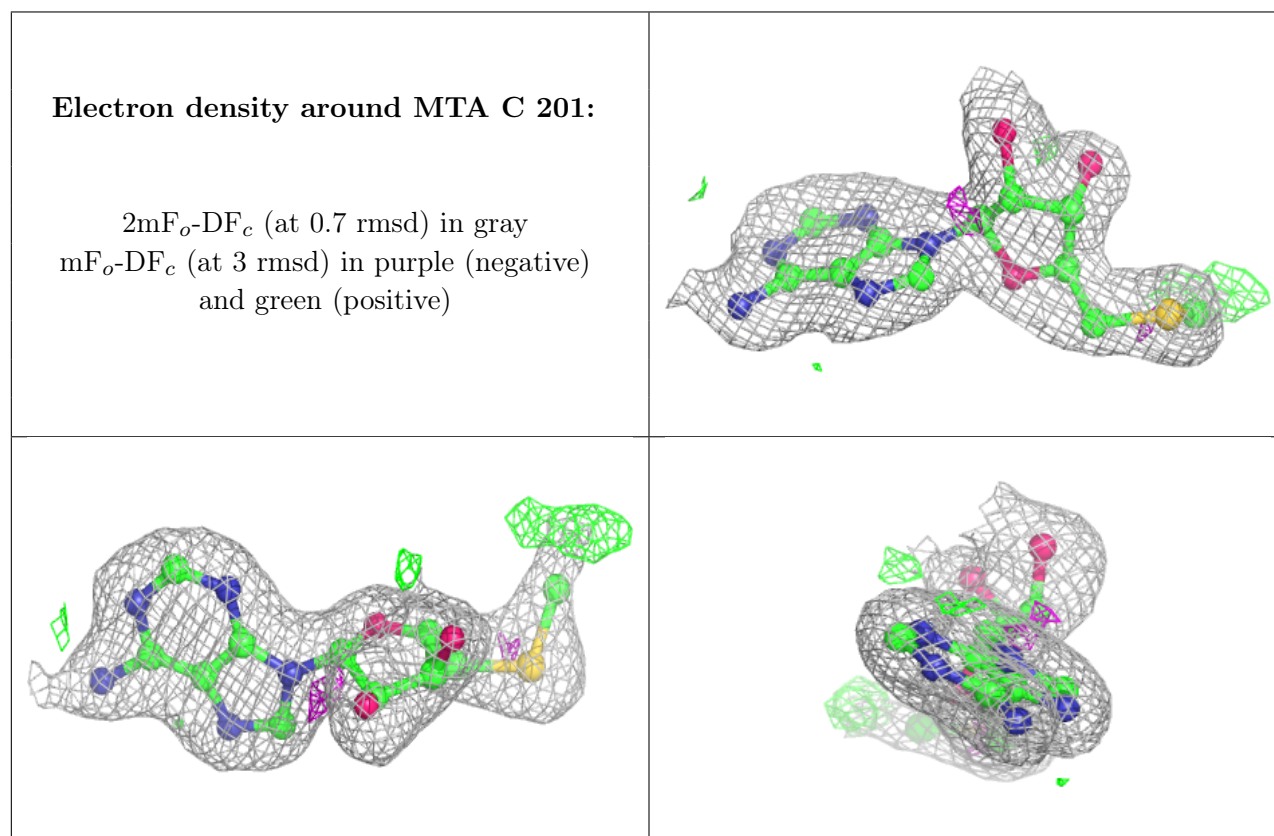 Electron density around MTA C 201:
2mFₒ-DF𝑐 (at 0.7 rmsd) in gray
mFₒ-DF𝑐 (at 3 rmsd) in purple (negative)
and green (positive)